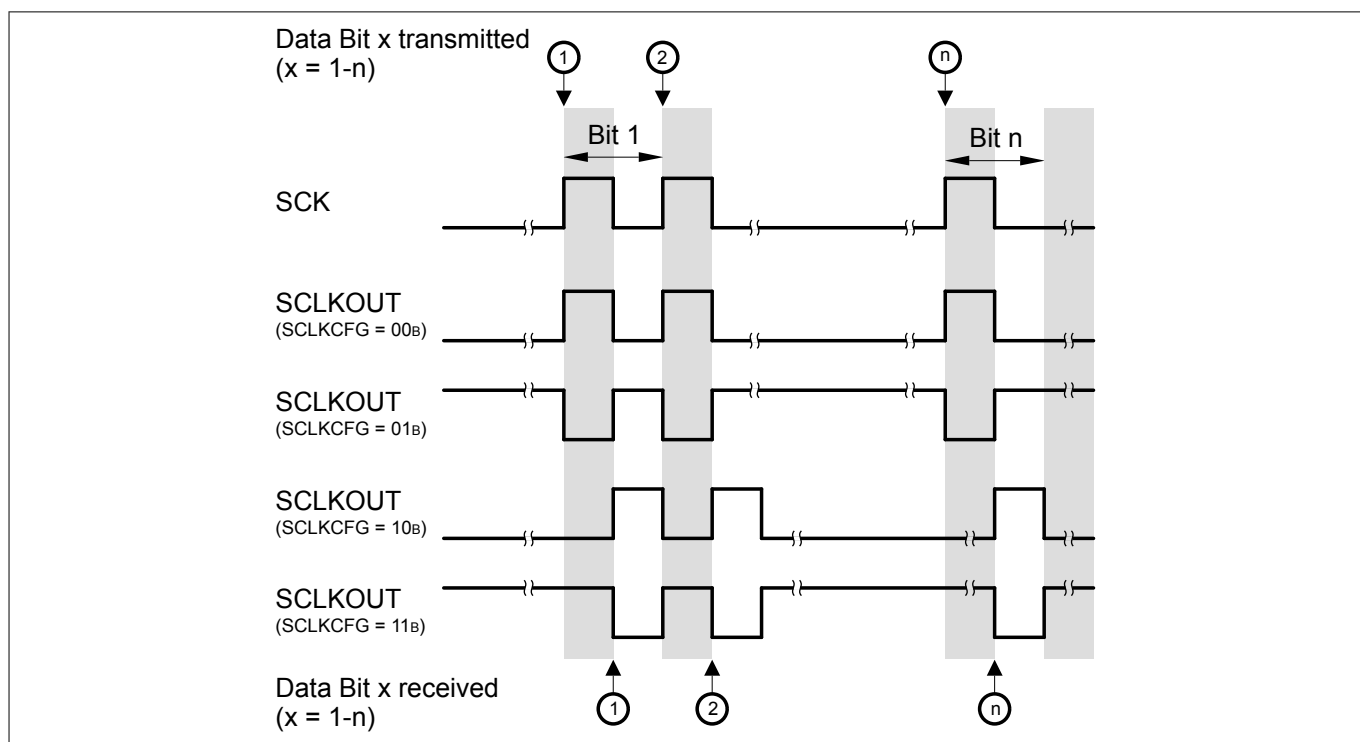 Data Bit x transmitted
(x = 1-n)
1
2
n
Bit 1
Bit n
SCK
SCLKOUT
(SCLKCFG = 00B)
SCLKOUT
(SCLKCFG = 01B)
SCLKOUT
(SCLKCFG = 10B)
SCLKOUT
(SCLKCFG = 11B)
Data Bit x received
(x = 1-n)
1
2
n